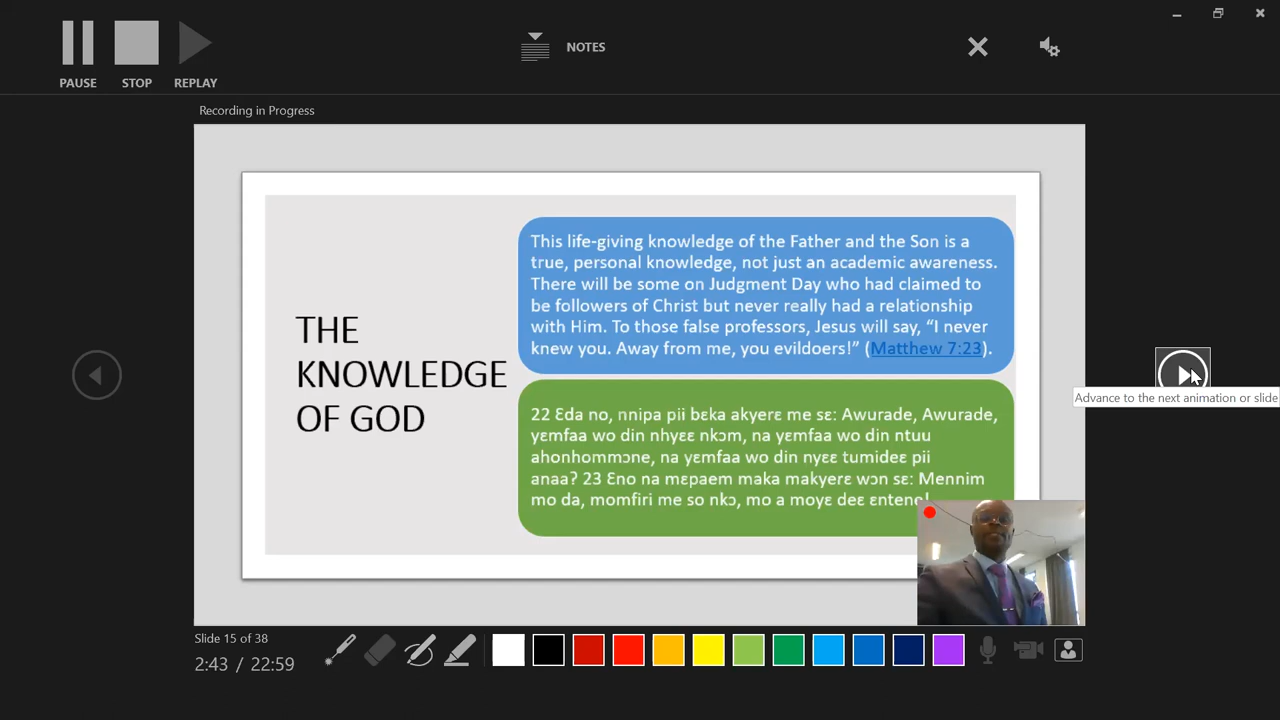 NOTES
PAUSE
STOP
REPLAY
Recording in Progress
THE
KNOWLEDGE
OF GOD
This life-giving knowledge of the Father and the Son is a
true, personal knowledge, not just an academic awareness.
There will be some on Judgment Day who had claimed to
be followers of Christ but never really had a relationship
with Him. To those false professors, Jesus will say, “I never
knew you. Away from me, you evildoers!” (Matthew 7:23).
22 Ɛda no, nnipa pii bɛka akyerɛ me sɛ: Awurade, Awurade,
yɛmfaa wo din nhyɛɛ nkɔm, na yɛmfaa wo din ntuu
ahonhommɔne, na yɛmfaa wo din nyɛɛ tumideɛ pii
anaa? 23 Ɛno na mɛpaem maka makyerɛ wɔn sɛ: Mennim
mo da, momfiri me so nkɔ, mo a moyɛ deɛ ɛntene!
Advance to the next animation or slide
Slide 15 of 38
2:43 / 22:59